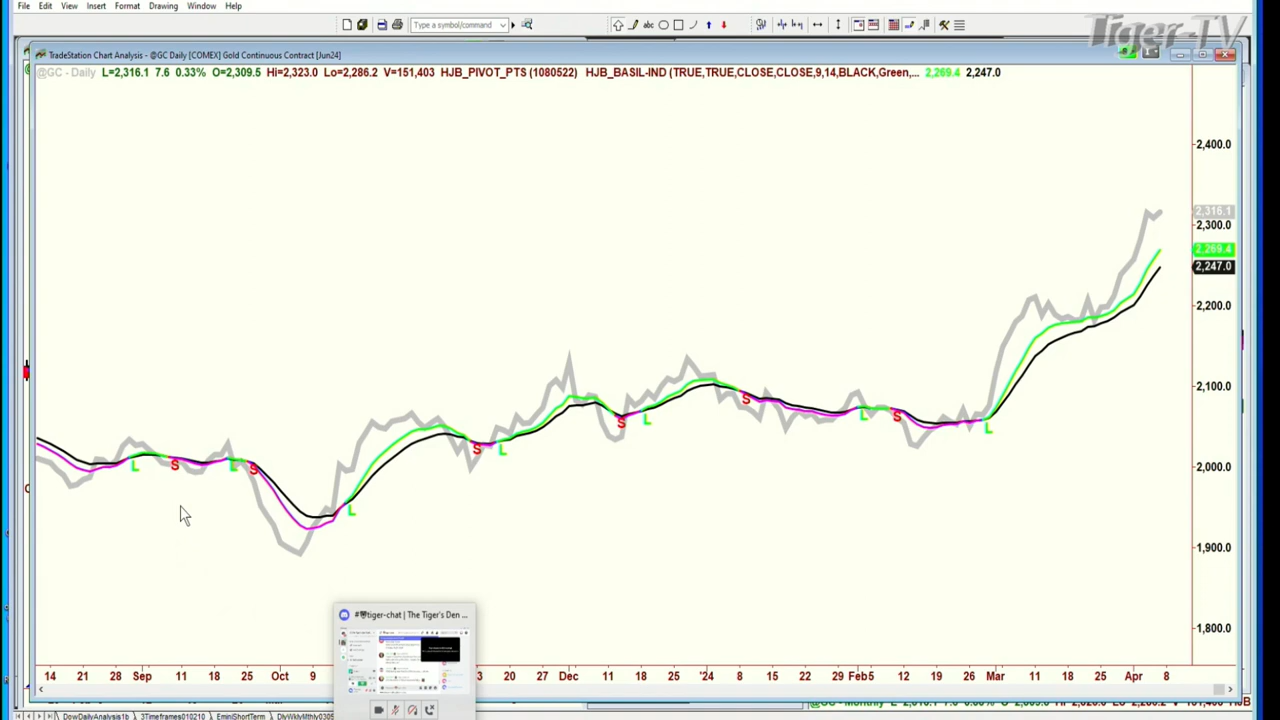 File Edit View Insert Format Drawing Window Help
Type a symbol/command
abc
Tiger-TV
TradeStation Chart Analysis - @GC Daily [COMEX] Gold Continuous Contract [Jun24]
@GC - Daily L=2,316.1 7.6 0.33% O=2,309.5 Hi=2,323.0 Lo=2,286.2 V=151,403 HJB_PIVOT_PTS (1080522) HJB_BASIL-IND (TRUE,TRUE,CLOSE,CLOSE,9,14,BLACK,Green,... 2,269.4 2,247.0
2,400.0
2,316.1
2,300.0
2,269.4
2,247.0
2,200.0
2,100.0
2,000.0
1,900.0
1,800.0
L S L S L S L S L S L S L
tiger-chat | The Tiger's Den ...
14 21 28 Sep 11 18 25 Oct 9 3 20 27 Dec 11 18 '24 8 15 22 29 Feb5 12 19 Mar 11 18 25 Apr 8
DowDailyAnalysis1b 3Timeframes010210 EminiShortTerm DlyWklyMthly0305